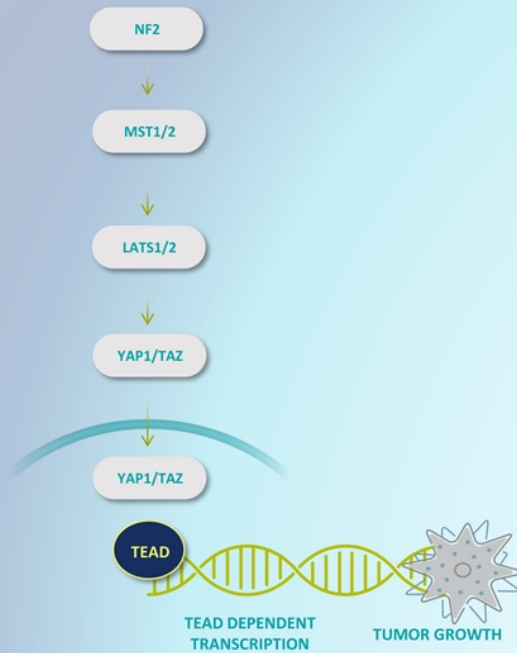 NF2
MST1/2
LATS1/2
YAP1/TAZ
YAP1/TAZ
TEAD
TEAD DEPENDENT
TRANSCRIPTION
TUMOR GROWTH